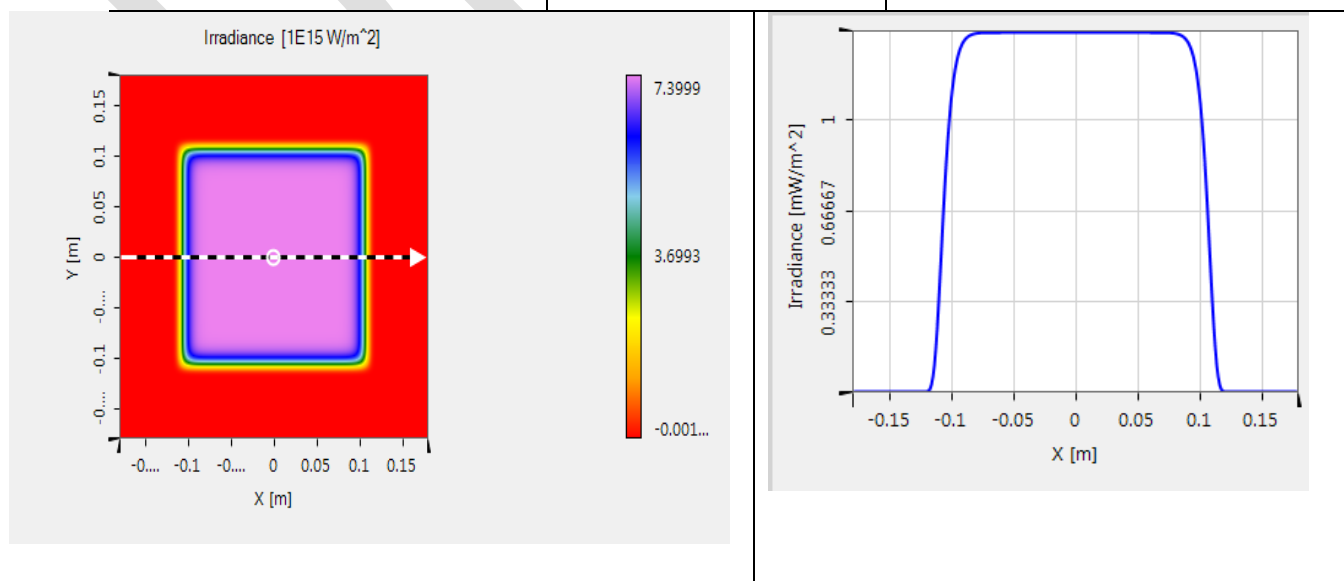 Irradiance [1E15 W/m^2]
7.3999
3.6993
-0.001...
Y [m]
0.15
0.1
0.05
0
-0....
-0.1
-0....
-0.... -0.1 -0.... 0 0.05 0.1 0.15
X [m]
Irradiance [mW/m^2]
1
0.66667
0.33333
-0.15 -0.1 -0.05 0 0.05 0.1 0.15
X [m]